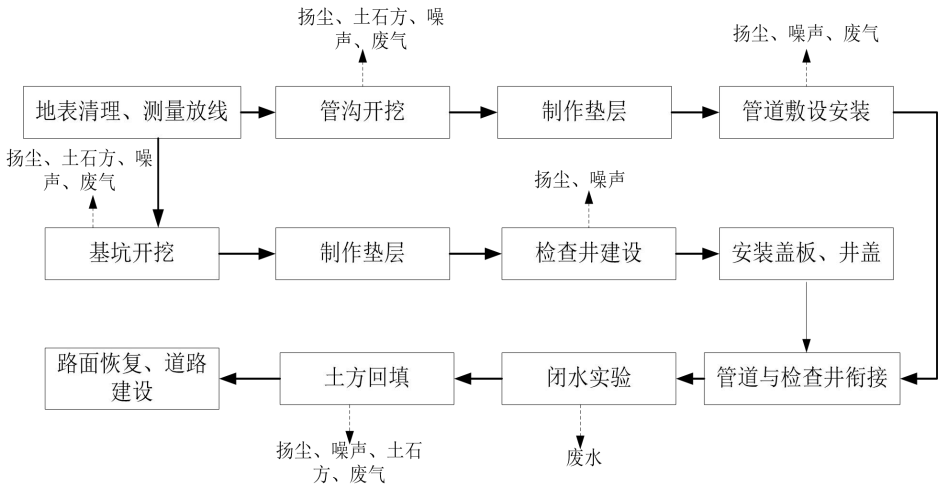 扬尘、土石方、噪
声、废气
扬尘、噪声、废气
地表清理、测量放线
管沟开挖
制作垫层
管道敷设安装
扬尘、土石方、噪
声、废气
扬尘、噪声
基坑开挖
制作垫层
检查井建设
安装盖板、井盖
路面恢复、道路
建设
土方回填
闭水实验
管道与检查井衔接
扬尘、噪声、土石
方、废气
废水